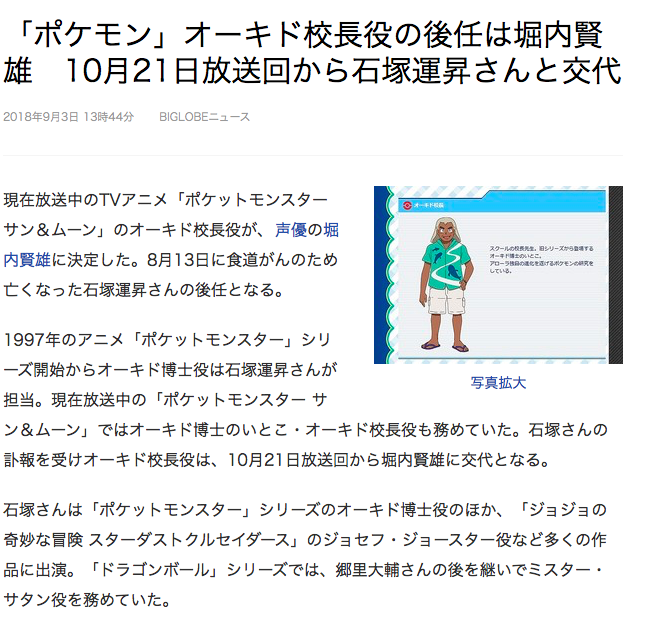 「ポケモン」オーキド校長役の後任は堀内賢
雄　10月21日放送回から石塚運昇さんと交代
2018年9月3日 13時44分　BIGLOBEニュース
現在放送中のTVアニメ「ポケットモンスター
サン＆ムーン」のオーキド校長役が、声優の堀
内賢雄に決定した。8月13日に食道がんのため
亡くなった石塚運昇さんの後任となる。
オーキド校長
スクールの校長先生。旧シリーズから登場する
オーキド博士のいとこ。
アローラ独自の進化を遂げるポケモンの研究を
している。
写真拡大
1997年のアニメ「ポケットモンスター」シリ
ーズ開始からオーキド博士役は石塚運昇さんが
担当。現在放送中の「ポケットモンスター サ
ン＆ムーン」ではオーキド博士のいとこ・オーキド校長役も務めていた。石塚さんの
訃報を受けオーキド校長役は、10月21日放送回から堀内賢雄に交代となる。
石塚さんは「ポケットモンスター」シリーズのオーキド博士役のほか、「ジョジョの
奇妙な冒険 スターダストクルセイダース」のジョセフ・ジョースター役など多くの作
品に出演。「ドラゴンボール」シリーズでは、郷里大輔さんの後を継いでミスター・
サタン役を務めていた。